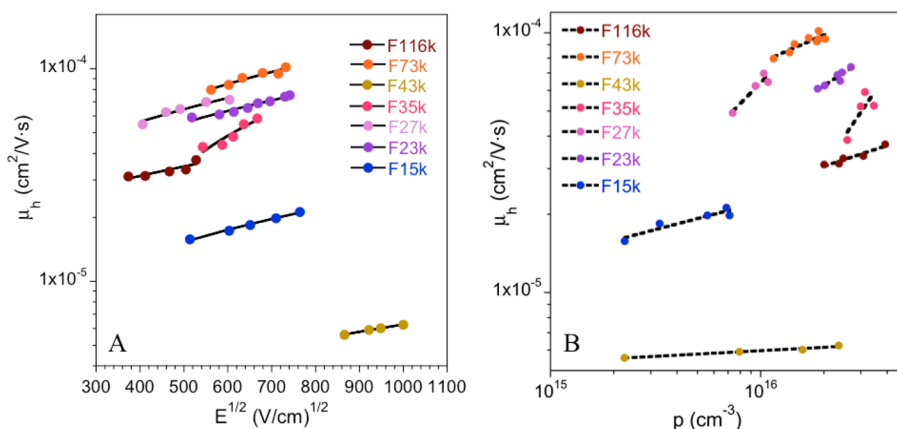 F116k
F73k
F43k
F35k
F27k
F23k
F15k
1x10⁻⁴
1x10⁻⁵
μₕ (cm²/V·s)
A
300 400 500 600 700 800 900 1000 1100
E¹/² (V/cm)¹/²
F116k
F73k
F43k
F35k
F27k
F23k
F15k
1x10⁻⁴
1x10⁻⁵
μₕ (cm²/V·s)
B
10¹⁵ 10¹⁶
p (cm⁻³)